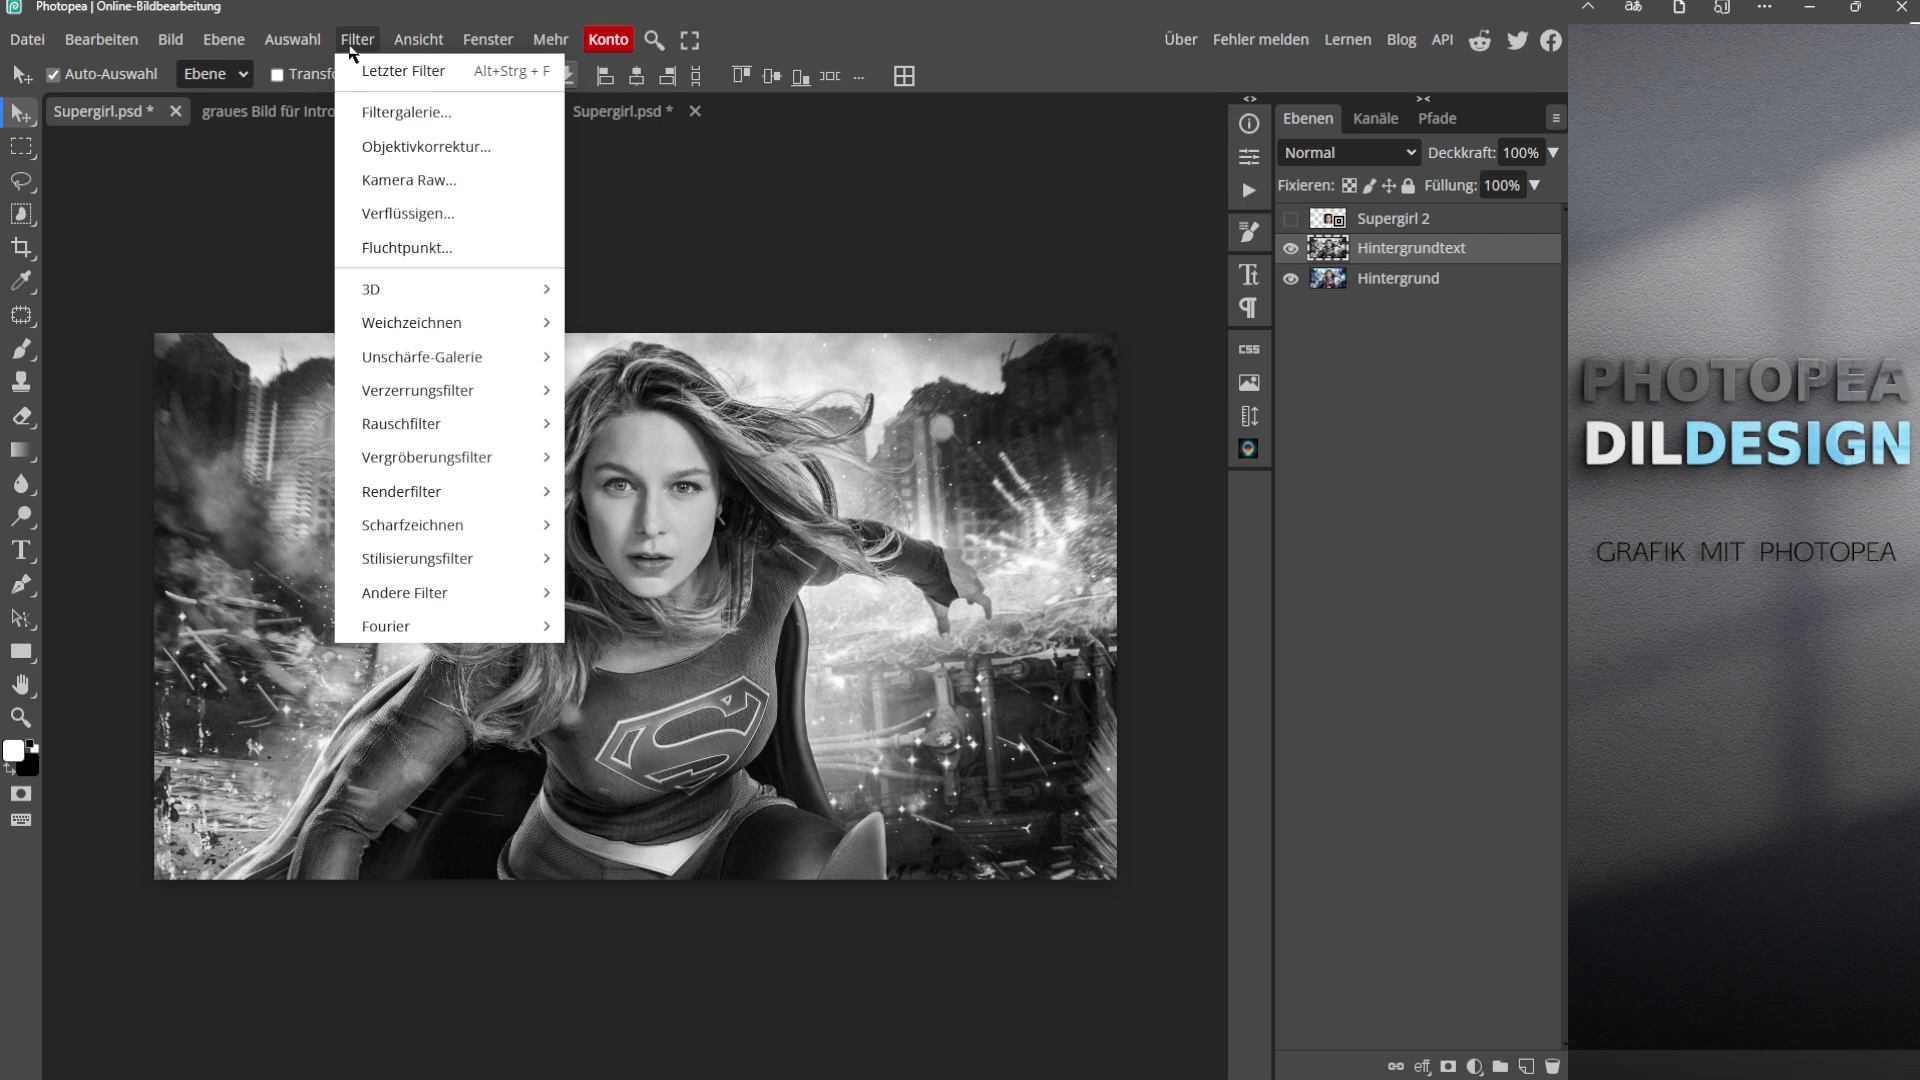 Photopea | Online-Bildbearbeitung
Datei Bearbeiten Bild Ebene Auswahl Filter Ansicht Fenster Mehr Konto
Über Fehler melden Lernen Blog API
Auto-Auswahl Ebene
Letzter Filter Alt+Strg + F
Supergirl.psd *
graues Bild für Intro
Supergirl.psd *
Filtergalerie...
Objektivkorrektur...
Kamera Raw...
Verflüssigen...
Fluchtpunkt...
3D
Weichzeichnen
Unschärfe-Galerie
Verzerrungsfilter
Rauschfilter
Vergröberungsfilter
Renderfilter
Scharfzeichnen
Stilisierungsfilter
Andere Filter
Fourier
CSS
Ebenen Kanäle Pfade
Normal Deckkraft: 100%
Fixieren: Füllung: 100%
Supergirl 2
Hintergrundtext
Hintergrund
eff
PHOTOPEA
DILDESIGN
GRAFIK MIT PHOTOPEA